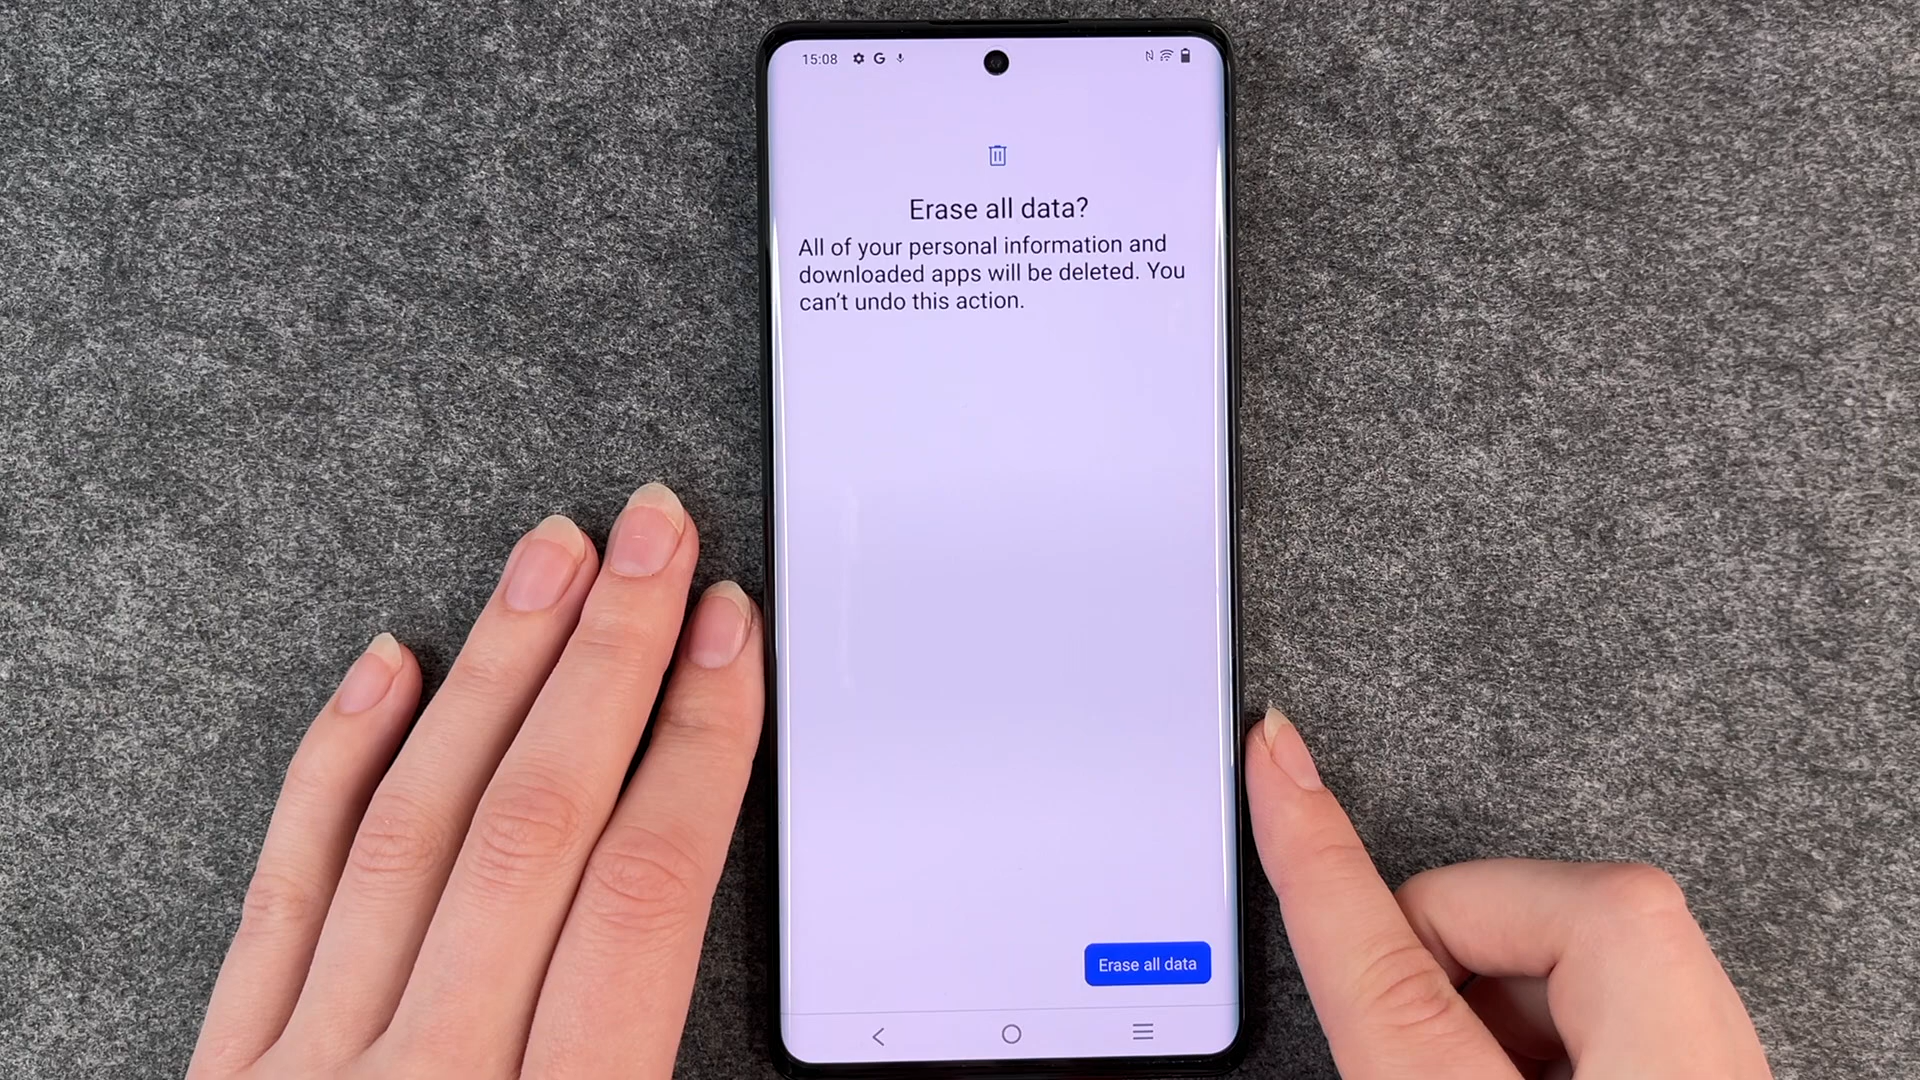 15:08
Erase all data?
All of your personal information and
downloaded apps will be deleted. You
can't undo this action.
Erase all data